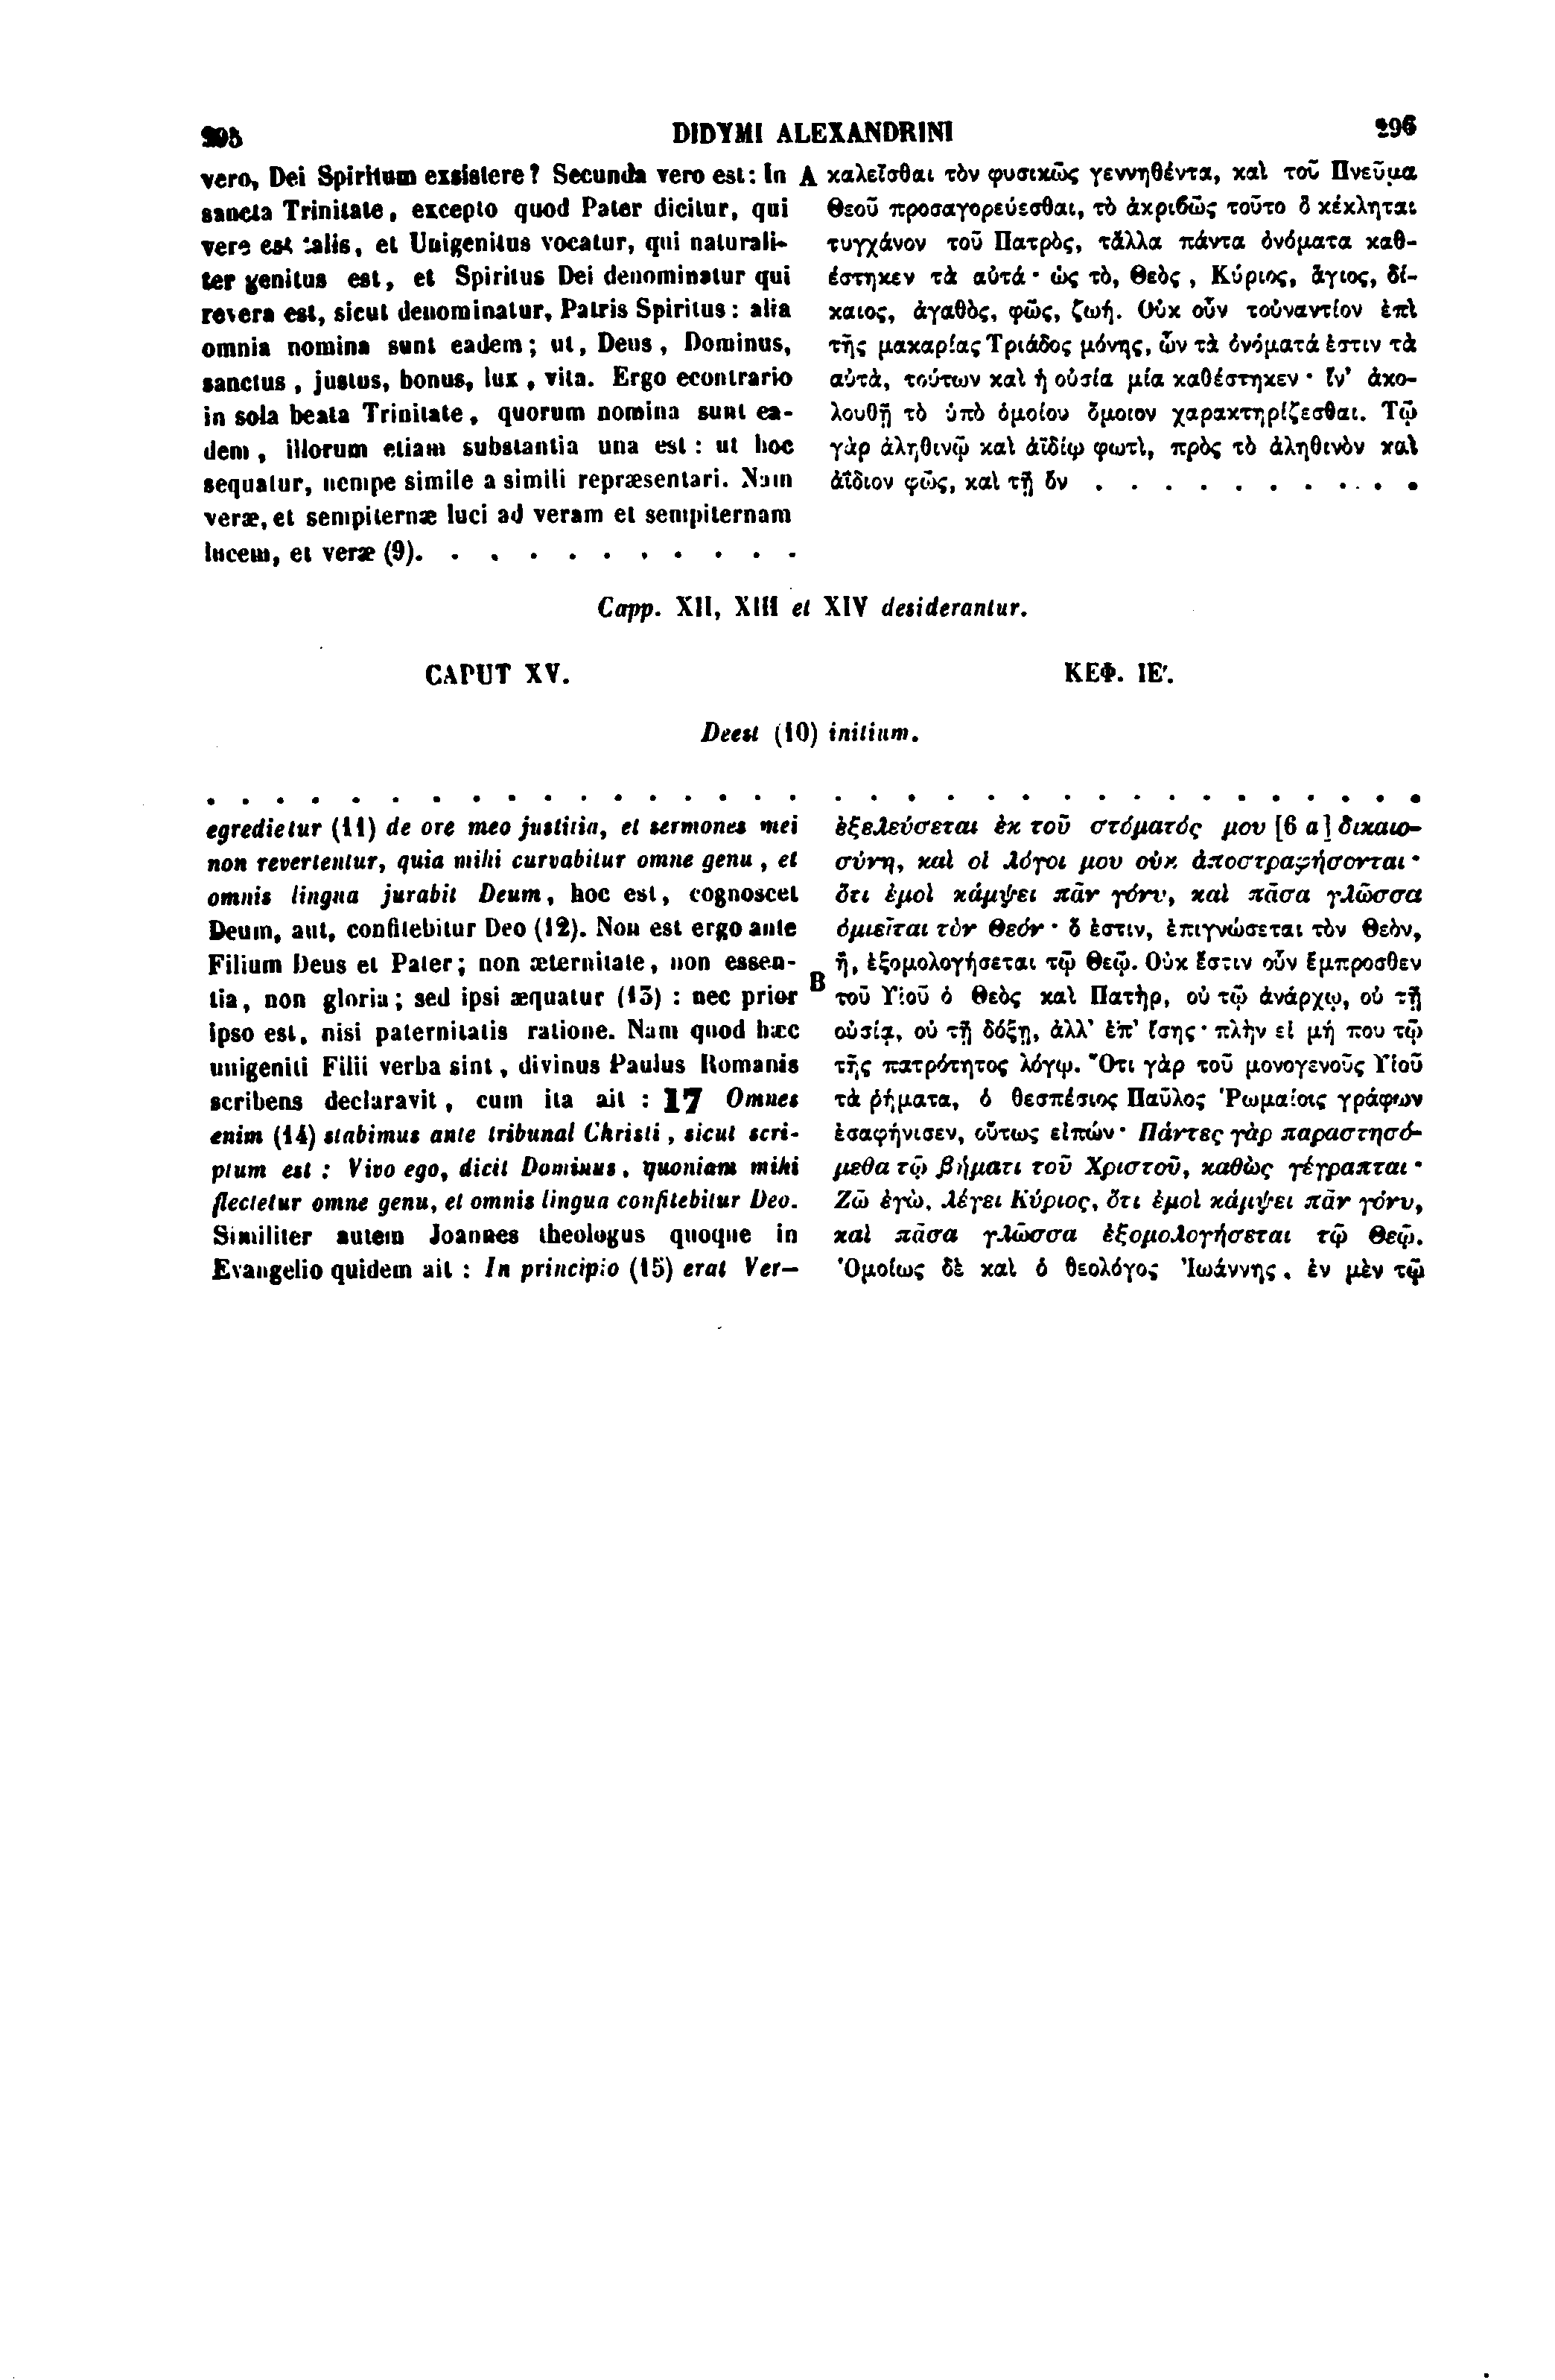 295 DIDYMI ALEXANDRINI 296
vero, Dei Spiritum exsistere? Secunda vero est: In
sancta Trinitate, excepto quod Pater dicitur, qui
vere est talis, et Unigenitus vocatur, qui naturali-
ter genitus est, et Spiritus Dei denominatur qui
revera est, sicut denominatur, Patris Spiritus: alia
omnia nomina sunt eadem; ut, Deus, Dominus,
sanctus, justus, bonus, lux, vita. Ergo econtrario
in sola beata Trinitate, quorum nomina sunt ea-
dem, illorum etiam substantia una est: ut hoc
sequatur, nempe simile a simili repræsentari. Nam
veræ, et sempiternæ luci ad veram et sempiternam
lucem, et veræ (9). . . . . . . . . . .
A καλεῖσθαι τὸν φυσικῶς γεννηθέντα, καὶ τοῦ Πνεῦμα
Θεοῦ προσαγορεύεσθαι, τὸ ἀκριβῶς τοῦτο ὃ κέκληται
τυγχάνον τοῦ Πατρὸς, τἄλλα πάντα ὀνόματα καθ-
έστηκεν τὰ αὐτά· ὡς τὸ, Θεὸς, Κύριος, ἅγιος, δί-
καιος, ἀγαθὸς, φῶς, ζωή. Οὐκ οὖν τοὐναντίον ἐπὶ
τῆς μακαρίας Τριάδος μόνης, ὧν τὰ ὀνόματά ἐστιν τὰ
αὐτὰ, τούτων καὶ ἡ οὐσία μία καθέστηκεν· ἵν' ἀκο-
λουθῇ τὸ ὑπὸ ὁμοίου ὅμοιον χαρακτηρίζεσθαι. Τῷ
γὰρ ἀληθινῷ καὶ ἀϊδίῳ φωτὶ, πρὸς τὸ ἀληθινὸν καὶ
ἀΐδιον φῶς, καὶ τῇ ὃν . . . . . . . . . .
Capp. XII, XIII et XIV desiderantur.
CAPUT XV.
ΚΕΦ. ΙΕ'.
Deest (10) initium.
. . . . . . . . . . . . . . . . .
egredietur (11) de ore meo justitia, et sermones mei
non revertentur, quia mihi curvabitur omne genu, et
omnis lingua jurabit Deum, hoc est, cognoscet
Deum, aut, confitebitur Deo (12). Non est ergo ante
Filium Deus et Pater; non æternitate, non essen-
tia, non gloria; sed ipsi æquatur (13): nec prior
ipso est, nisi paternitatis ratione. Nam quod hæc
unigeniti Filii verba sint, divinus Paulus Romanis
scribens declaravit, cum ita ait: 17 Omnes
enim (14) stabimus ante tribunal Christi, sicut scri-
ptum est: Vivo ego, dicit Dominus, quoniam mihi
flectetur omne genu, et omnis lingua confitebitur Deo.
Similiter autem Joannes theologus quoque in
Evangelio quidem ait: In principio (15) erat Ver-
. . . . . . . . . . . . . . . . .
ἐξελεύσεται ἐκ τοῦ στόματός μου [6 a] δικαιο-
σύνη, καὶ οἱ λόγοι μου οὐκ ἀποστραφήσονται·
ὅτι ἐμοὶ κάμψει πᾶν γόνυ, καὶ πᾶσα γλῶσσα
ὀμιεῖται τὸν Θεόν· ὅ ἐστιν, ἐπιγνώσεται τὸν Θεὸν,
ἢ, ἐξομολογήσεται τῷ Θεῷ. Οὐκ ἔστιν οὖν ἔμπροσθεν
B τοῦ Υἱοῦ ὁ Θεὸς καὶ Πατὴρ, οὐ τῷ ἀνάρχῳ, οὐ τῇ
οὐσίᾳ, οὐ τῇ δόξῃ, ἀλλ' ἐπ' ἴσης· πλὴν εἰ μή που τῷ
τῆς πατρότητος λόγῳ. Ὅτι γὰρ τοῦ μονογενοῦς Υἱοῦ
τὰ ῥήματα, ὁ θεσπέσιος Παῦλος Ῥωμαίοις γράφων
ἐσαφήνισεν, οὕτως εἰπών· Πάντες γὰρ παραστησό-
μεθα τῷ βήματι τοῦ Χριστοῦ, καθὼς γέγραπται·
Ζῶ ἐγὼ, λέγει Κύριος, ὅτι ἐμοὶ κάμψει πᾶν γόνυ,
καὶ πᾶσα γλῶσσα ἐξομολογήσεται τῷ Θεῷ.
Ὁμοίως δὲ καὶ ὁ θεολόγος Ἰωάννης, ἐν μὲν τῷ